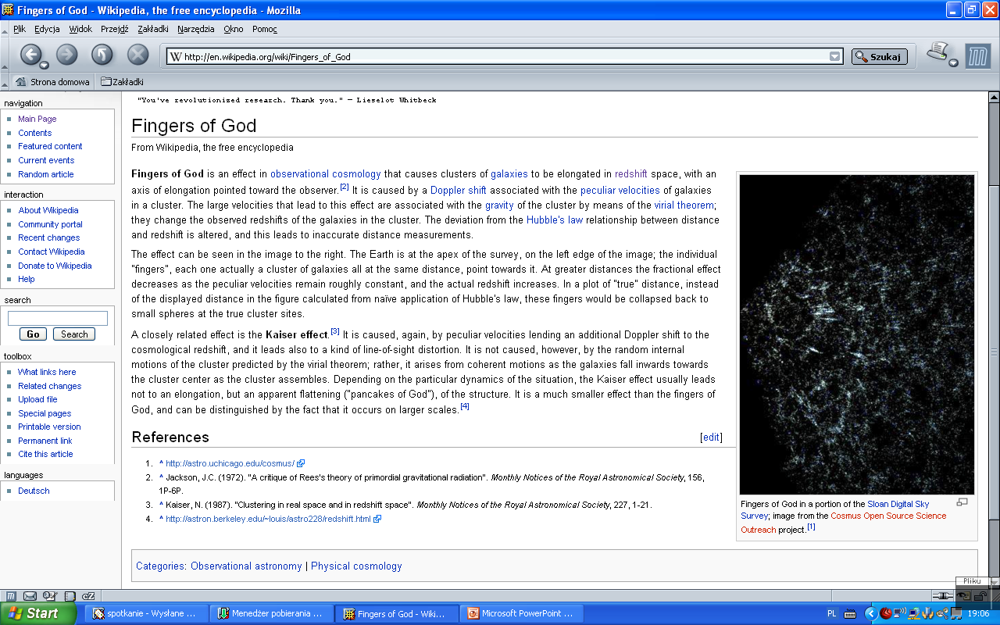 Fingers of God - Wikipedia, the free encyclopedia - Mozilla
Plik Edycja Widok Przejdź Zakładki Narzędzia Okno Pomoc
http://en.wikipedia.org/wiki/Fingers_of_God
Szukaj
Strona domowa Zakładki
navigation
Main Page
Contents
Featured content
Current events
Random article
interaction
About Wikipedia
Community portal
Recent changes
Contact Wikipedia
Donate to Wikipedia
Help
search
Go Search
toolbox
What links here
Related changes
Upload file
Special pages
Printable version
Permanent link
Cite this article
languages
Deutsch
"You've revolutionized research. Thank you." — Lieselot Whitbeck
Fingers of God
From Wikipedia, the free encyclopedia
Fingers of God is an effect in observational cosmology that causes clusters of galaxies to be elongated in redshift space, with an
axis of elongation pointed toward the observer.[2] It is caused by a Doppler shift associated with the peculiar velocities of galaxies
in a cluster. The large velocities that lead to this effect are associated with the gravity of the cluster by means of the virial theorem;
they change the observed redshifts of the galaxies in the cluster. The deviation from the Hubble's law relationship between distance
and redshift is altered, and this leads to inaccurate distance measurements.
The effect can be seen in the image to the right. The Earth is at the apex of the survey, on the left edge of the image; the individual
"fingers", each one actually a cluster of galaxies all at the same distance, point towards it. At greater distances the fractional effect
decreases as the peculiar velocities remain roughly constant, and the actual redshift increases. In a plot of "true" distance, instead
of the displayed distance in the figure calculated from naïve application of Hubble's law, these fingers would be collapsed back to
small spheres at the true cluster sites.
A closely related effect is the Kaiser effect.[3] It is caused, again, by peculiar velocities lending an additional Doppler shift to the
cosmological redshift, and it leads also to a kind of line-of-sight distortion. It is not caused, however, by the random internal
motions of the cluster predicted by the virial theorem; rather, it arises from coherent motions as the galaxies fall inwards towards
the cluster center as the cluster assembles. Depending on the particular dynamics of the situation, the Kaiser effect usually leads
not to an elongation, but an apparent flattening ("pancakes of God"), of the structure. It is a much smaller effect than the fingers of
God, and can be distinguished by the fact that it occurs on larger scales.[4]
Fingers of God in a portion of the Sloan Digital Sky
Survey; image from the Cosmus Open Source Science
Outreach project.[1]
References [edit]
1. ^ http://astro.uchicago.edu/cosmus/
2. ^ Jackson, J.C. (1972). "A critique of Rees's theory of primordial gravitational radiation". Monthly Notices of the Royal Astronomical Society, 156,
1P-6P.
3. ^ Kaiser, N. (1987). "Clustering in real space and in redshift space". Monthly Notices of the Royal Astronomical Society, 227, 1-21.
4. ^ http://astron.berkeley.edu/~louis/astro228/redshift.html
Categories: Observational astronomy | Physical cosmology
Pliku
cZ
Start spotkanie - Wysłane ... Menedżer pobierania ... Fingers of God - Wiki... Microsoft PowerPoint ... PL 19:06